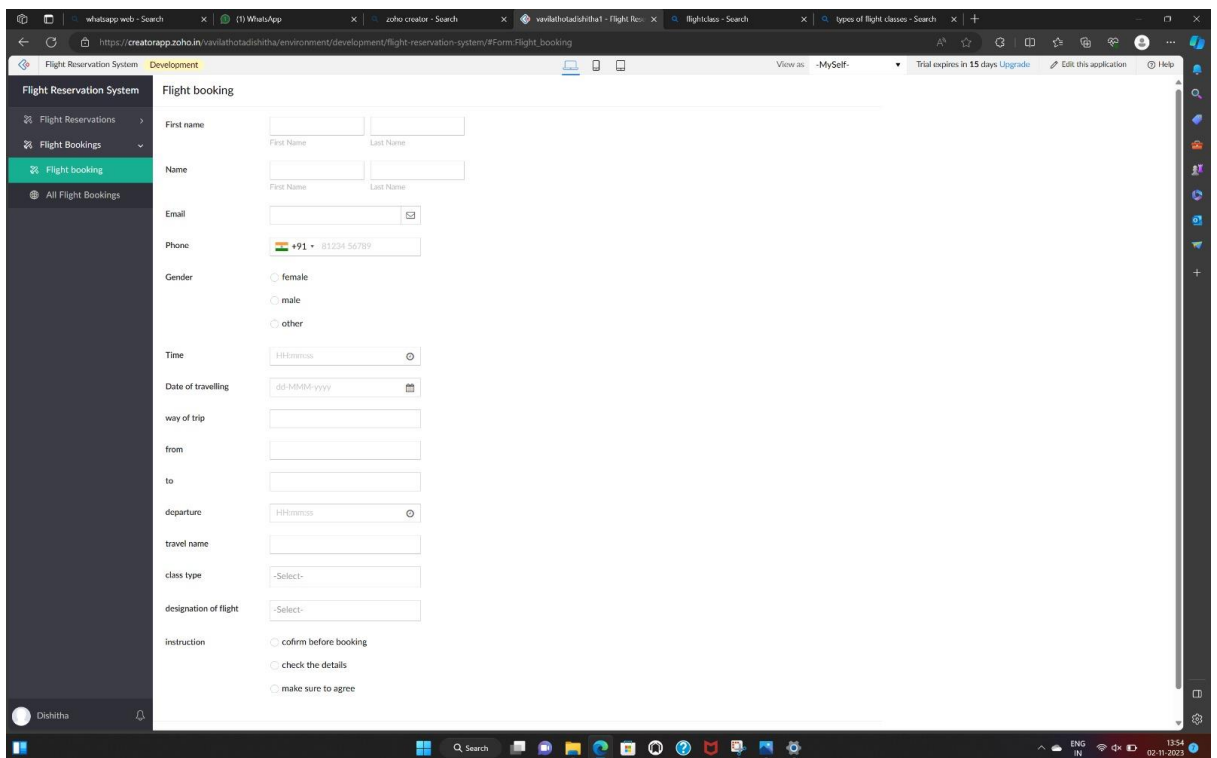 whatsapp web - Search
(1) WhatsApp
zoho creator - Search
vavilathotadishitha1 - Flight Res
flightclass - Search
types of flight classes - Search
https://creatorapp.zoho.in/vavilathotadishitha/environment/development/flight-reservation-system/#Form:Flight_booking
Flight Reservation System Development
View as -MySelf-
Trial expires in 15 days Upgrade
Edit this application
Help
Flight Reservation System
Flight Reservations
Flight Bookings
Flight booking
All Flight Bookings
Flight booking
First name
First Name Last Name
Name
First Name Last Name
Email
Phone +91 81234 56789
Gender female
male
other
Time HH:mm:ss
Date of travelling dd-MMM-yyyy
way of trip
from
to
departure HH:mm:ss
travel name
class type -Select-
designation of flight -Select-
instruction cofirm before booking
check the details
make sure to agree
Dishitha
Search
ENG
IN
13:54
02-11-2023